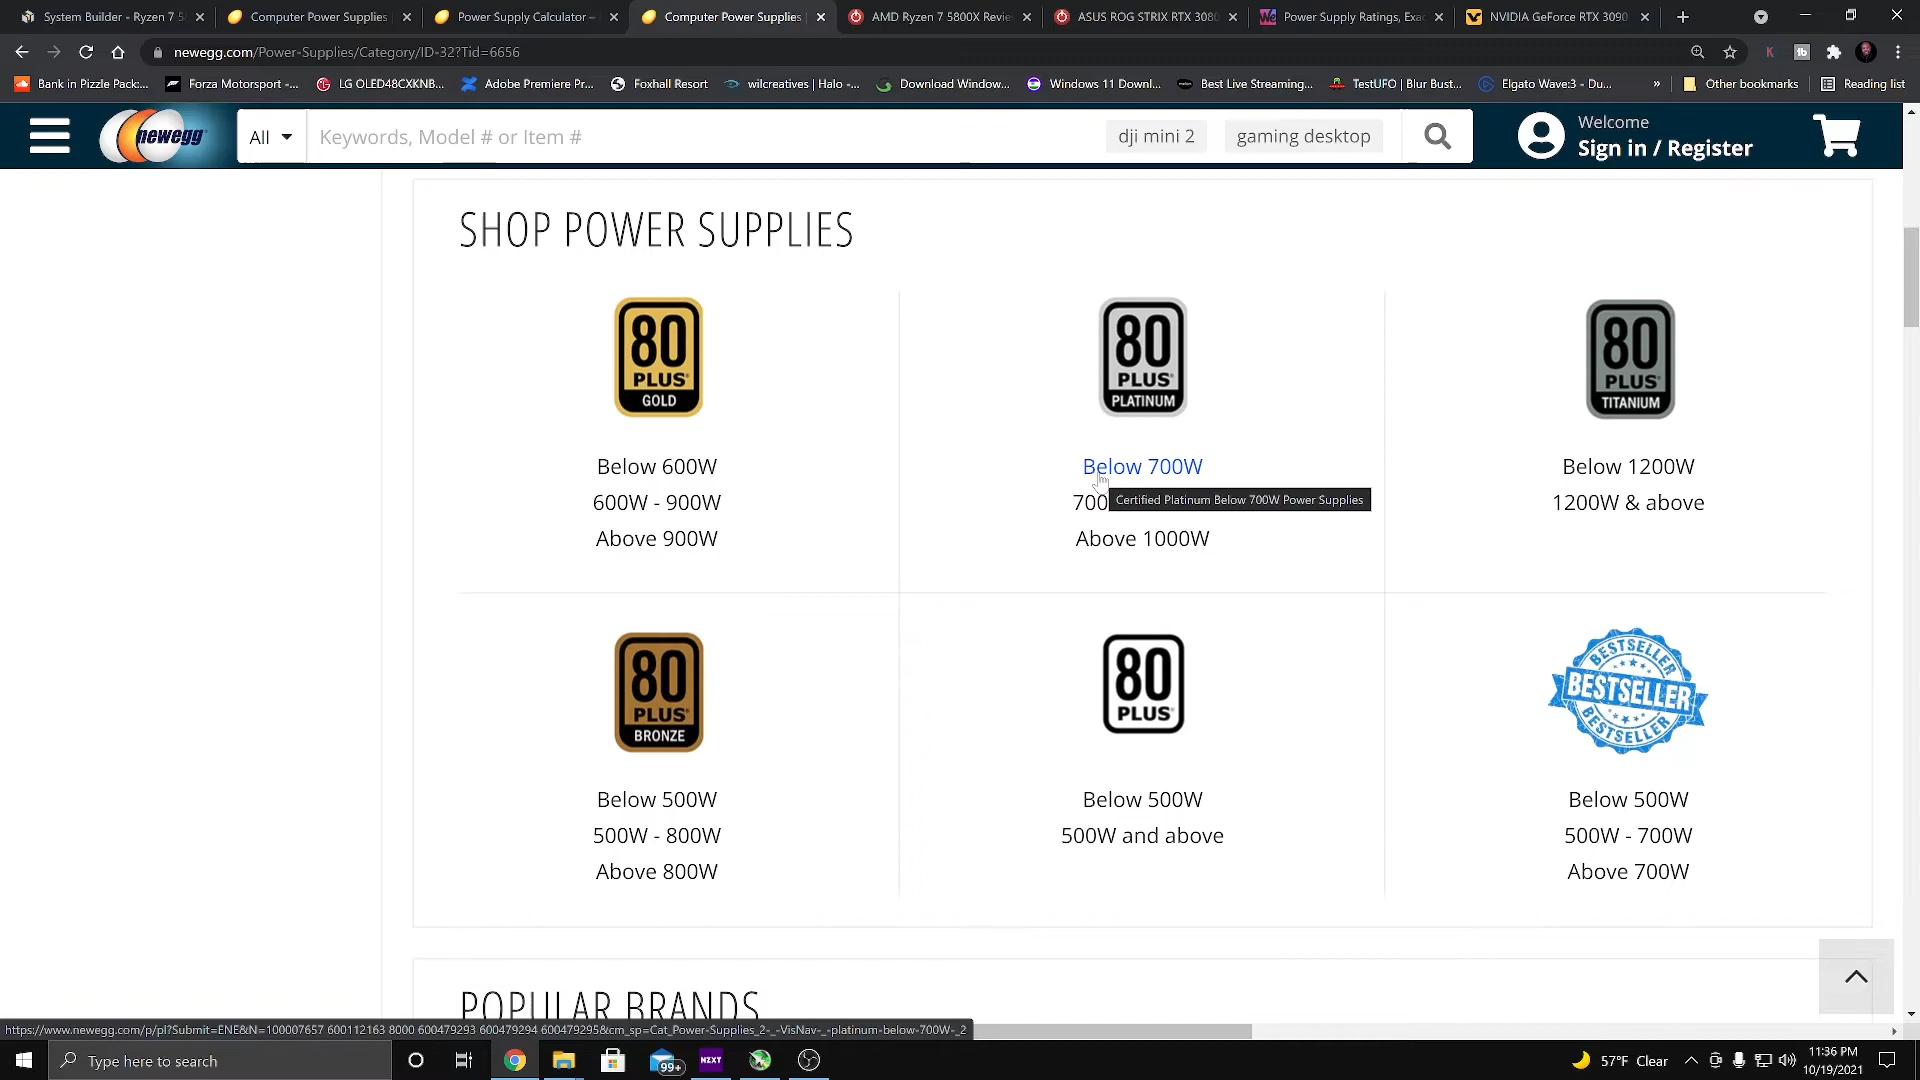 System Builder - Ryzen 7 5
Computer Power Supplies
Power Supply Calculator –
Computer Power Supplies
AMD Ryzen 7 5800X Revie
ASUS ROG STRIX RTX 3080
Power Supply Ratings, Exac
NVIDIA GeForce RTX 3090
newegg.com/Power-Supplies/Category/ID-32?Tid=6656
Bank in Pizzle Pack:...
Forza Motorsport -...
LG OLED48CXKNB...
Adobe Premiere Pr...
Foxhall Resort
wilcreatives | Halo -...
Download Window...
Windows 11 Downl...
Best Live Streaming...
TestUFO | Blur Bust...
Elgato Wave:3 - Du...
»
Other bookmarks
Reading list
newegg
All
Keywords, Model # or Item #
dji mini 2
gaming desktop
Welcome
Sign in / Register
SHOP POWER SUPPLIES
80
PLUS
GOLD
80
PLUS
PLATINUM
80
PLUS
TITANIUM
Below 600W
600W - 900W
Above 900W
Below 700W
700
Certified Platinum Below 700W Power Supplies
Above 1000W
Below 1200W
1200W & above
80
PLUS
BRONZE
80
PLUS
BESTSELLER
BESTSELLER
BESTSELLER
Below 500W
500W - 800W
Above 800W
Below 500W
500W and above
Below 500W
500W - 700W
Above 700W
POPULAR BRANDS
https://www.newegg.com/p/pl?Submit=ENE&N=100007657 600112163 8000 600479293 600479294 600479295&cm_sp=Cat_Power-Supplies_2-_-VisNav-_-platinum-below-700W-_2
Type here to search
99+
NZXT
57°F Clear
11:36 PM
10/19/2021